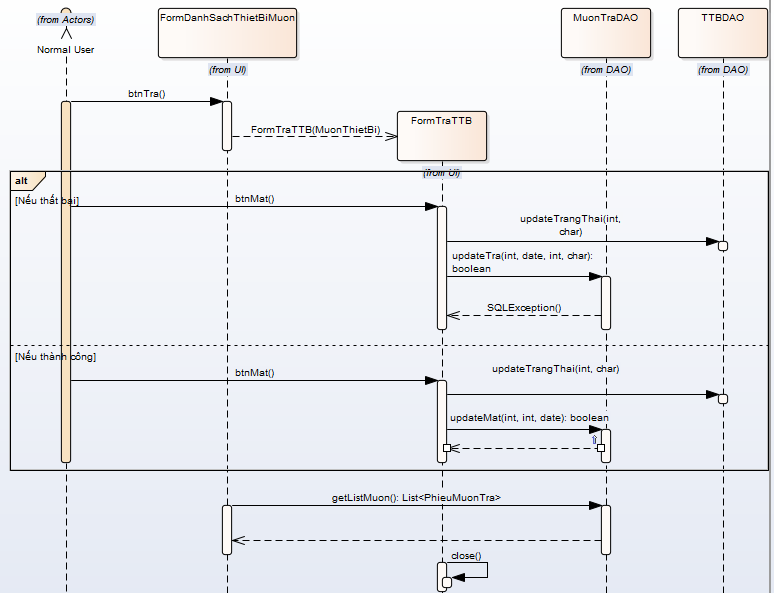 (from Actors)
Normal User
FormDanhSachThietBiMuon
(from UI)
MuonTraDAO
(from DAO)
TTBDAO
(from DAO)
btnTra()
FormTraTTB(MuonThietBi)
FormTraTTB
(from UI)
alt
[Nếu thất bại]
btnMat()
updateTrangThai(int,
char)
updateTra(int, date, int, char):
boolean
SQLException()
[Nếu thành công]
btnMat()
updateTrangThai(int, char)
updateMat(int, int, date): boolean
getListMuon(): List<PhieuMuonTra>
close()